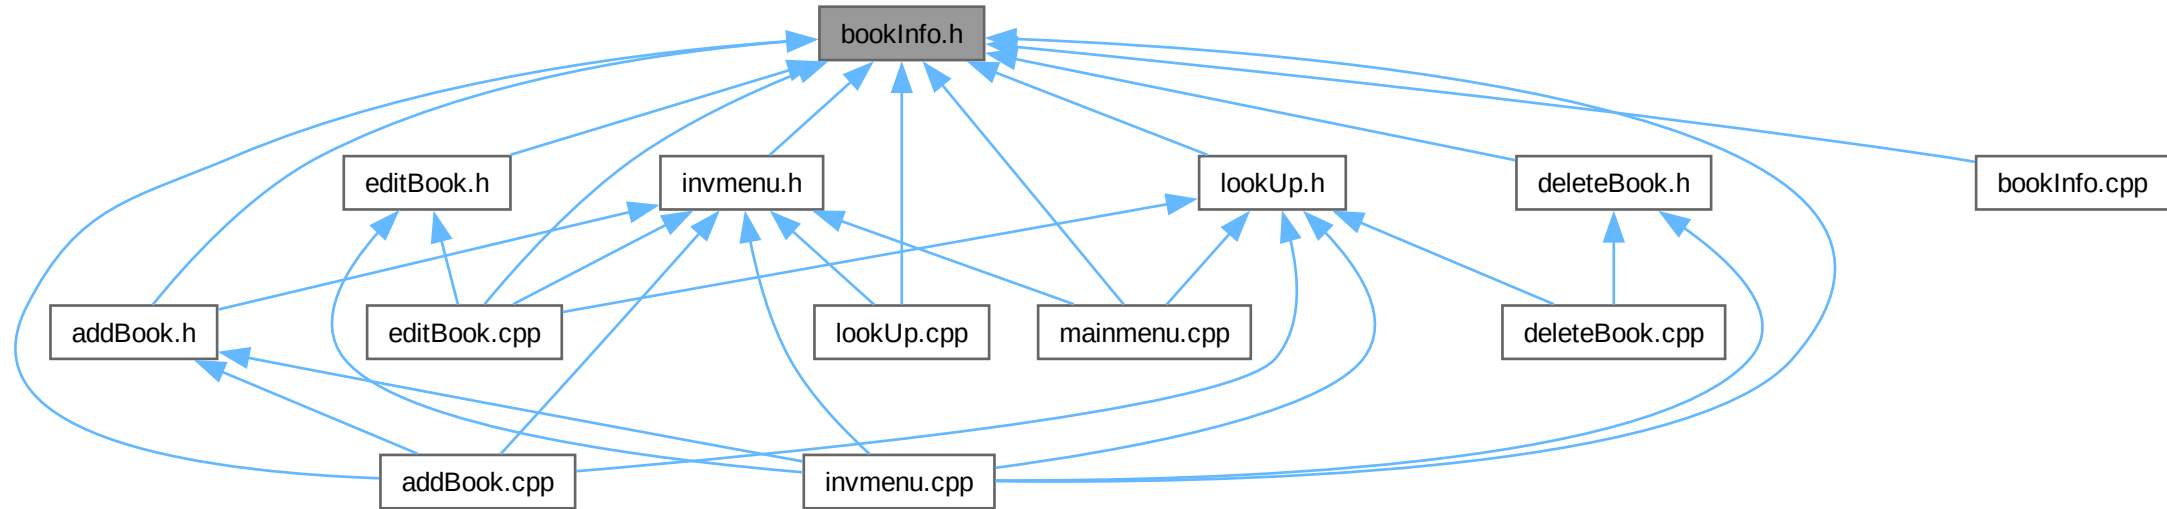 bookInfo.h
editBook.h
invmenu.h
lookUp.h
deleteBook.h
bookInfo.cpp
addBook.h
editBook.cpp
lookUp.cpp
mainmenu.cpp
deleteBook.cpp
addBook.cpp
invmenu.cpp